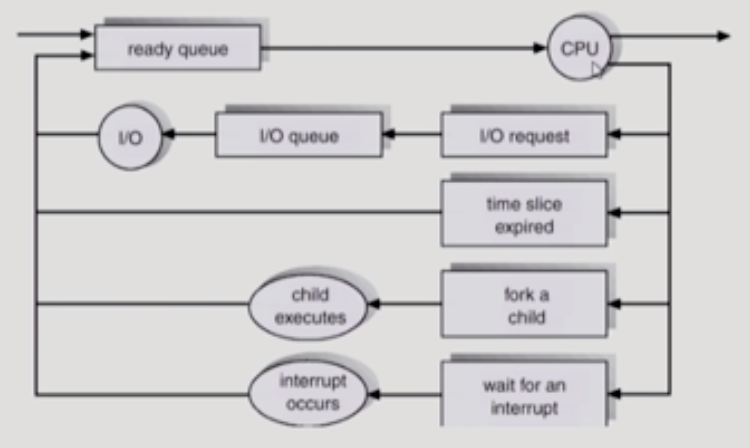 ready queue
CPU
I/O
I/O queue
I/O request
time slice
expired
child
executes
fork a
child
interrupt
occurs
wait for an
interrupt